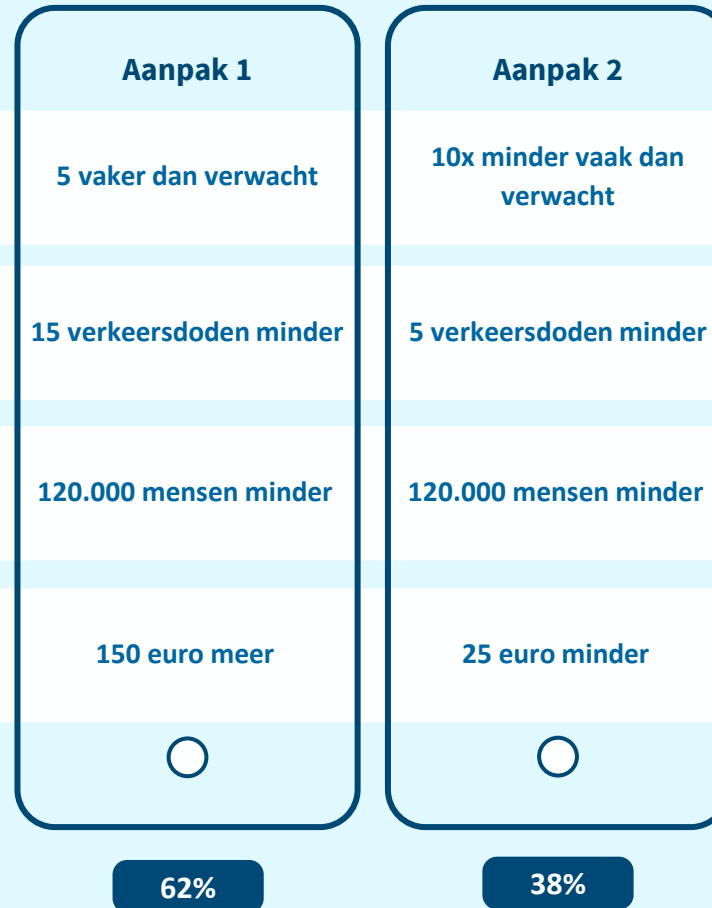 Aanpak 1
Aanpak 2
5 vaker dan verwacht
10x minder vaak dan
verwacht
15 verkeersdoden minder
5 verkeersdoden minder
120.000 mensen minder
120.000 mensen minder
150 euro meer
25 euro minder
62%
38%